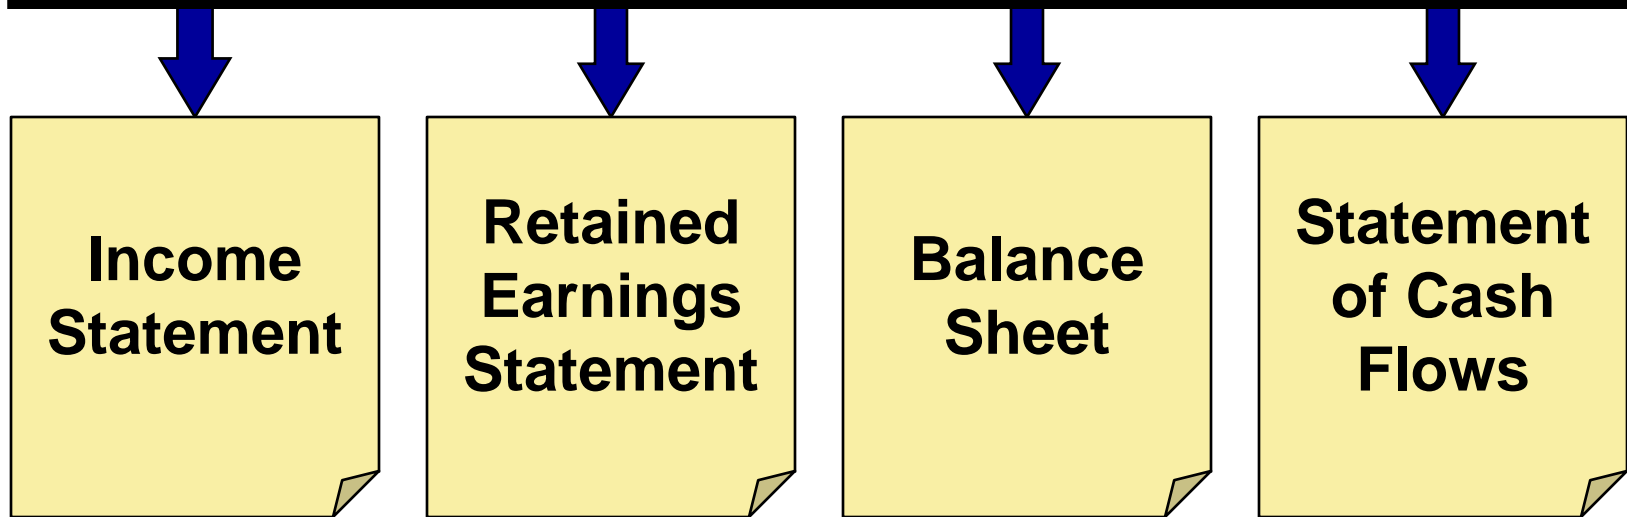 Income
Statement
Retained
Earnings
Statement
Balance
Sheet
Statement
of Cash
Flows